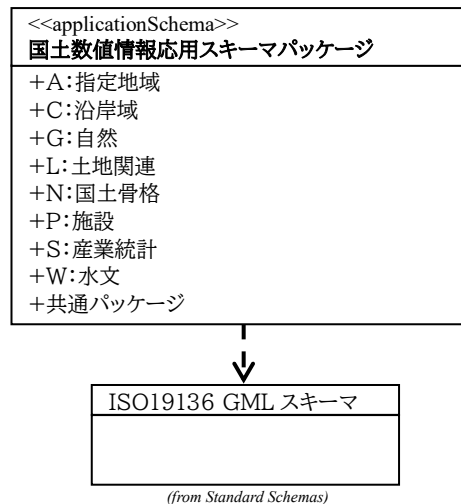 <<applicationSchema>>
国土数値情報応用スキーマパッケージ
+A:指定地域
+C:沿岸域
+G:自然
+L:土地関連
+N:国土骨格
+P:施設
+S:産業統計
+W:水文
+共通パッケージ
ISO19136 GML スキーマ
(from Standard Schemas)